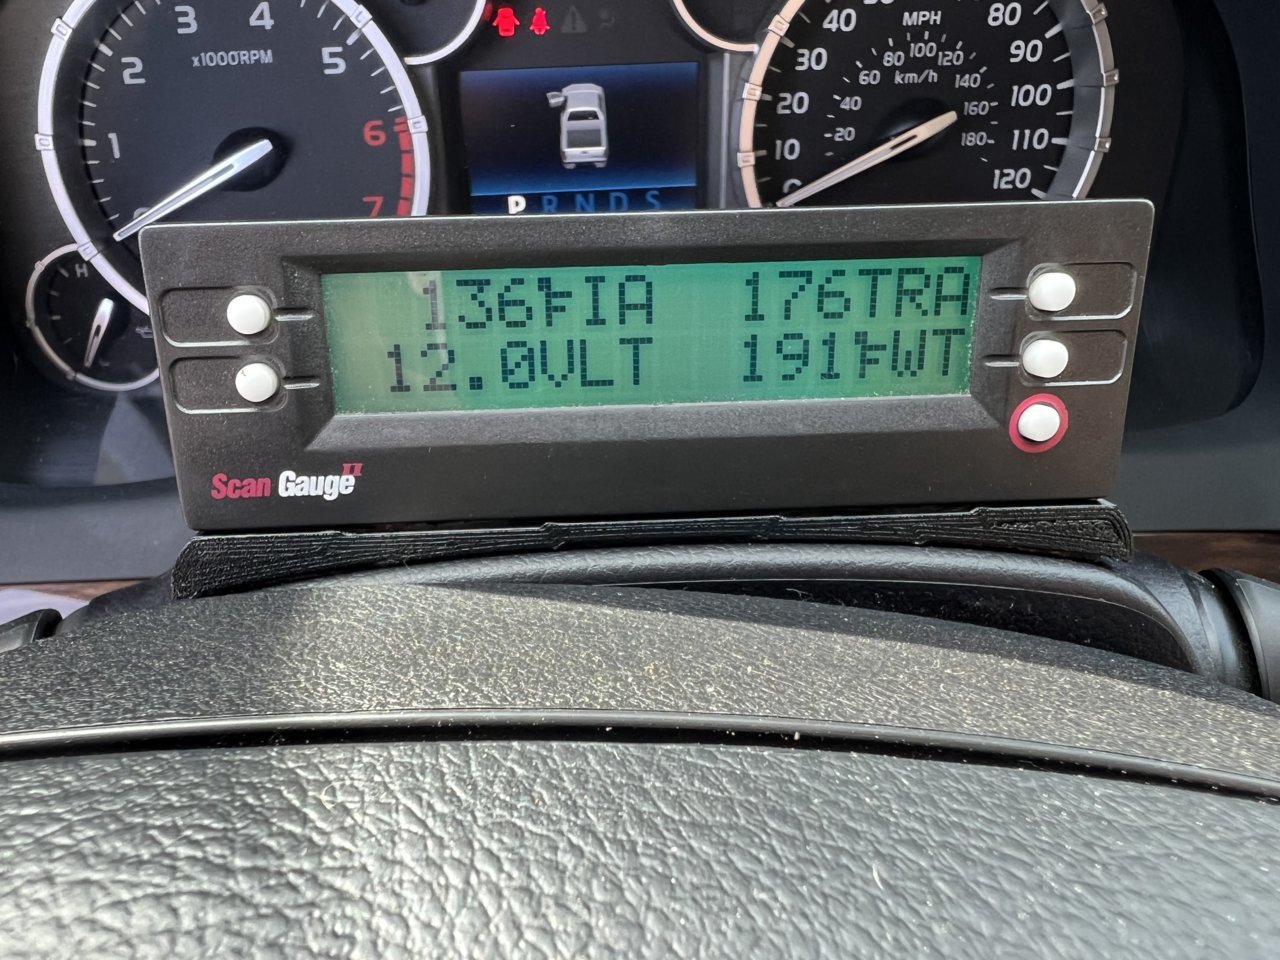 3 4
2 5
x1000RPM
1 6
7
H
P R N D S
40 MPH 80
30 90
80 100 120
60 km/h 140
20 40 160 100
20 180 110
10
0 120
136°FIA 176TRA
12.0VLT 191°FWT
Scan Gauge II